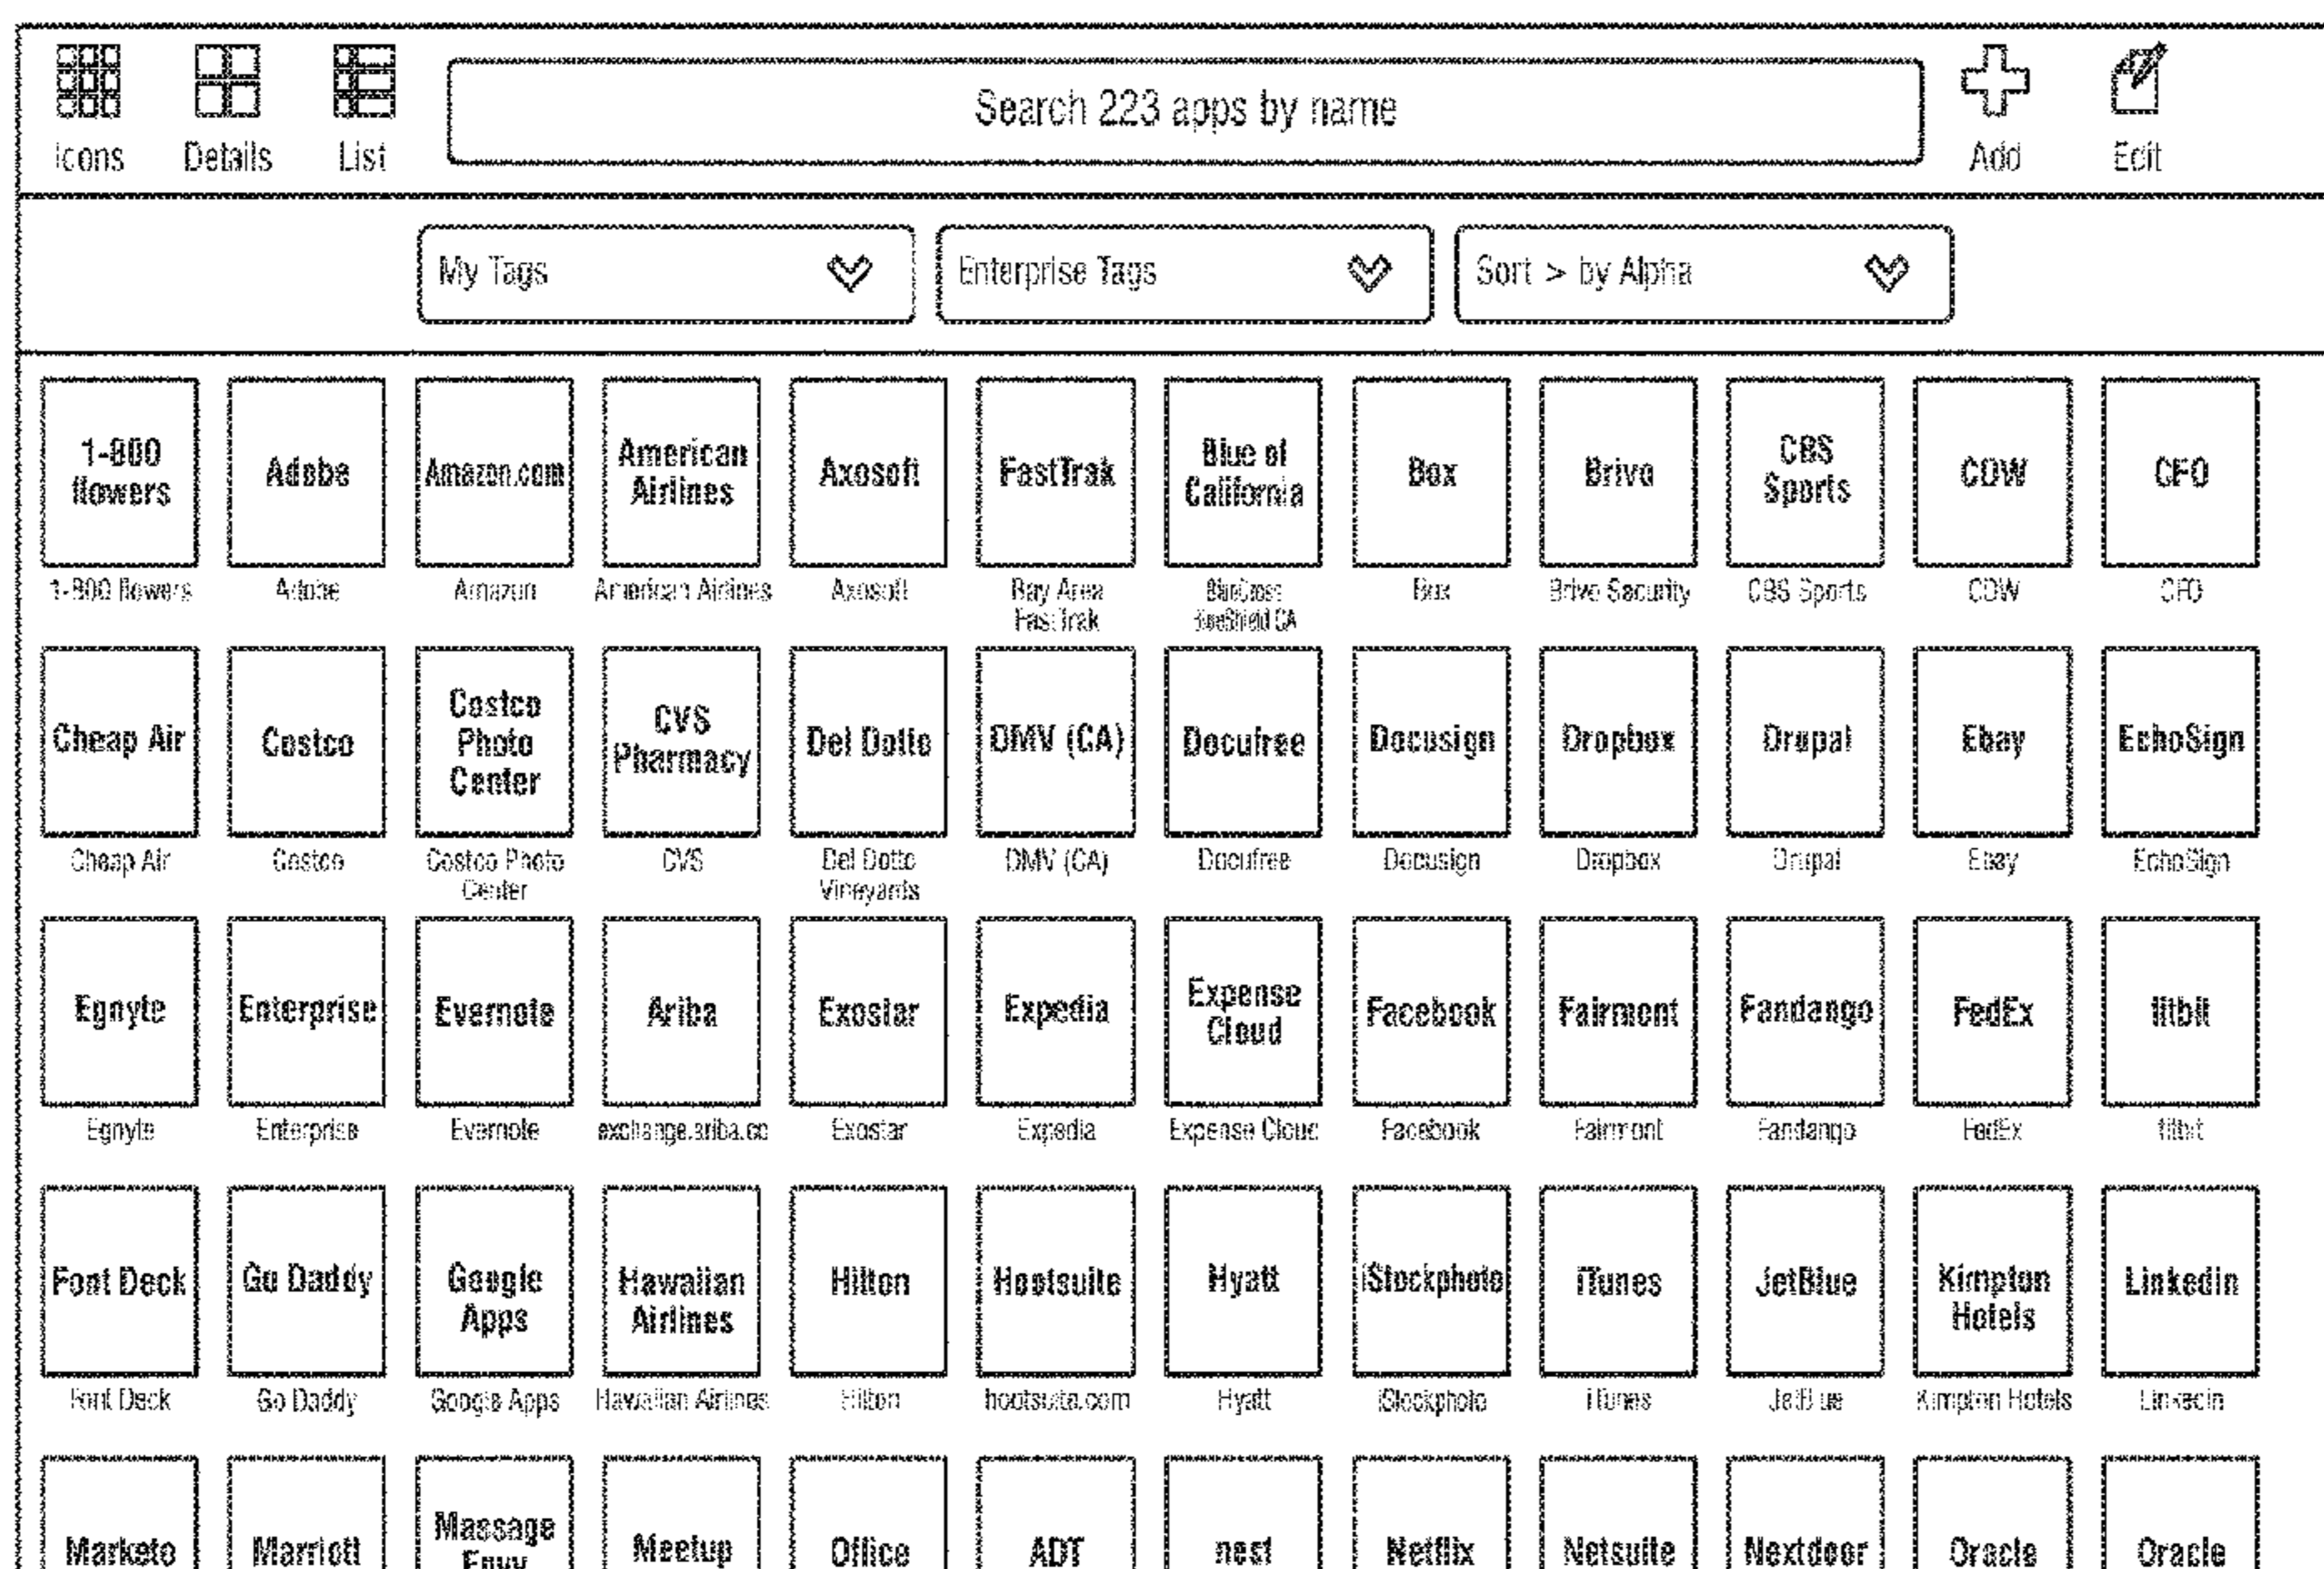 Search 223 apps by name
Icons Details List Add Edit
My Tags Enterprise Tags Sort > by Alpha
1-800 flowers Adobe Amazon.com American Airlines Axosoft FastTrak Blue of California Box Brivo CBS Sports CDW CFO
1-800 flowers Adobe Amazon American Airlines Axosoft Bay Area FastTrak BlueCross BlueShield CA Box Brivo Security CBS Sports CDW CFO
Cheap Air Costco Costco Photo Center CVS Pharmacy Del Dotto DMV (CA) Docufree Docusign Dropbox Drupal Ebay EchoSign
Cheap Air Costco Costco Photo Center CVS Del Dotto Vineyards DMV (CA) Docufree Docusign Dropbox Drupal Ebay EchoSign
Egnyte Enterprise Evernote Ariba Exostar Expedia Expense Cloud Facebook Fairmont Fandango FedEx fitbit
Egnyte Enterprise Evernote exchange.ariba.co Exostar Expedia Expense Cloud Facebook Fairmont Fandango FedEx fitbit
Font Deck Go Daddy Google Apps Hawaiian Airlines Hilton Hootsuite Hyatt iStockphoto iTunes JetBlue Kimpton Hotels Linkedin
Font Deck Go Daddy Google Apps Hawaiian Airlines Hilton hootsuite.com Hyatt iStockphoto iTunes JetBlue Kimpton Hotels Linkedin
Marketo Marriott Massage Envy Meetup Office ADT nest Netflix Netsuite Nextdoor Oracle Oracle